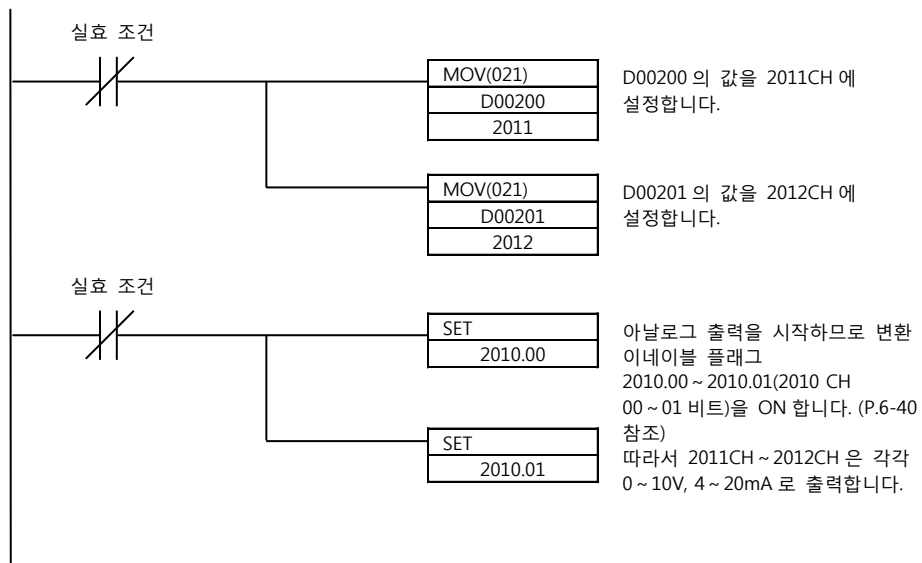 실효 조건
MOV(021)
D00200
2011
D00200 의 값을 2011CH 에
설정합니다.
MOV(021)
D00201
2012
D00201 의 값을 2012CH 에
설정합니다.
실효 조건
SET
2010.00
아날로그 출력을 시작하므로 변환
이네이블 플래그
2010.00~2010.01(2010 CH
00~01 비트)을 ON 합니다. (P.6-40
참조)
따라서 2011CH~2012CH 은 각각
0~10V, 4~20mA 로 출력합니다.
SET
2010.01